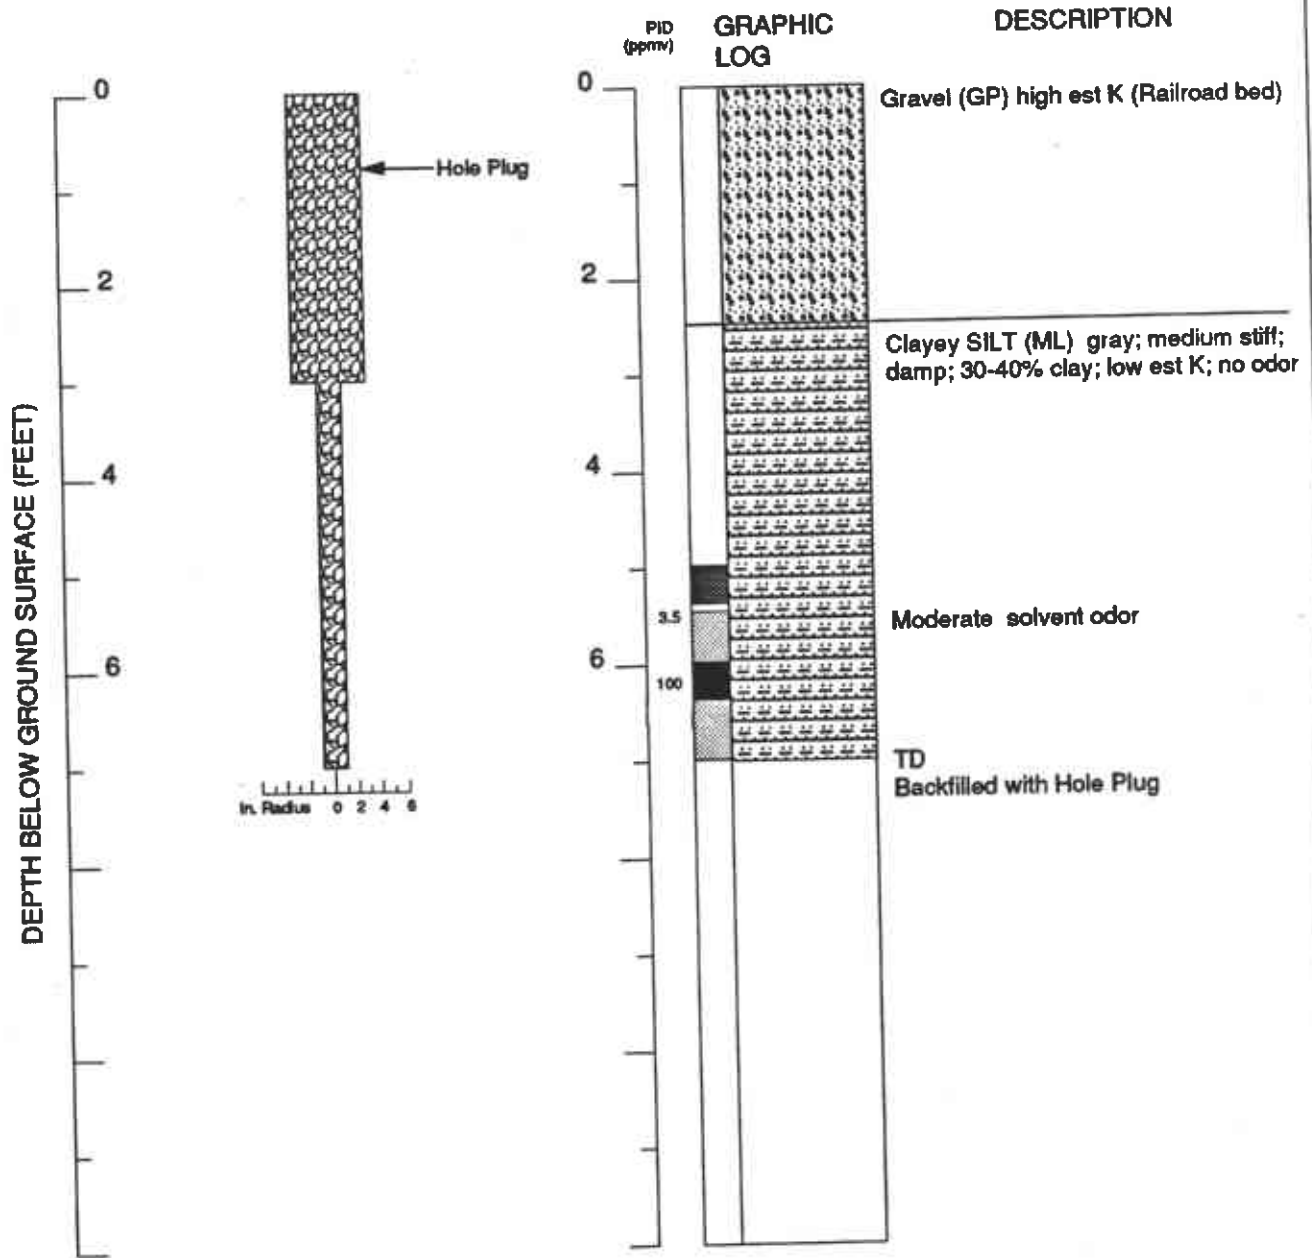 PID
(ppmv)
GRAPHIC
LOG
DESCRIPTION
DEPTH BELOW GROUND SURFACE (FEET)
0
2
4
6
Hole Plug
In. Radius 0 2 4 6
0
2
4
6
3.5
100
Gravel (GP) high est K (Railroad bed)
Clayey SILT (ML) gray; medium stiff;
damp; 30-40% clay; low est K; no odor
Moderate solvent odor
TD
Backfilled with Hole Plug